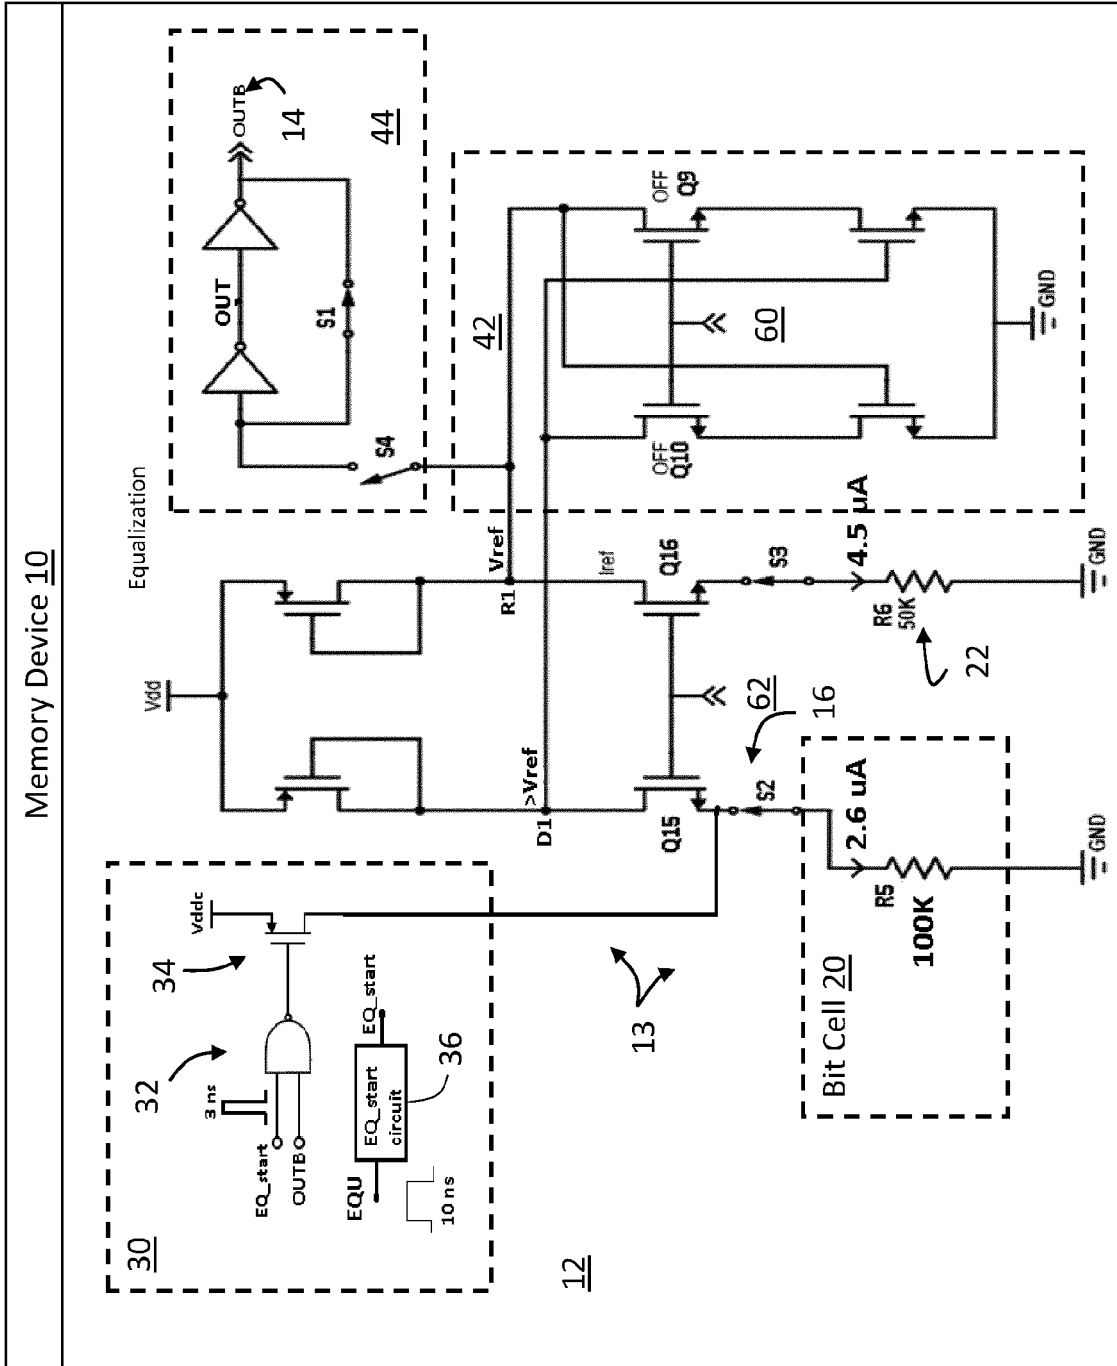 Memory Device 10
Equalization
30
EQ_start
OUTB
3 ns
32
34
Vddc
EQU
10 ns
EQ_start
circuit
EQ_start
36
12
13
Vdd
D1
>Vref
R1
Vref
Iref
Q15
Q16
62
16
S2
S3
Bit Cell 20
2.6 uA
R5
100K
GND
4.5 uA
R6
50K
22
GND
S4
OUT
S1
OUTB
14
44
42
OFF
Q10
OFF
Q9
60
GND